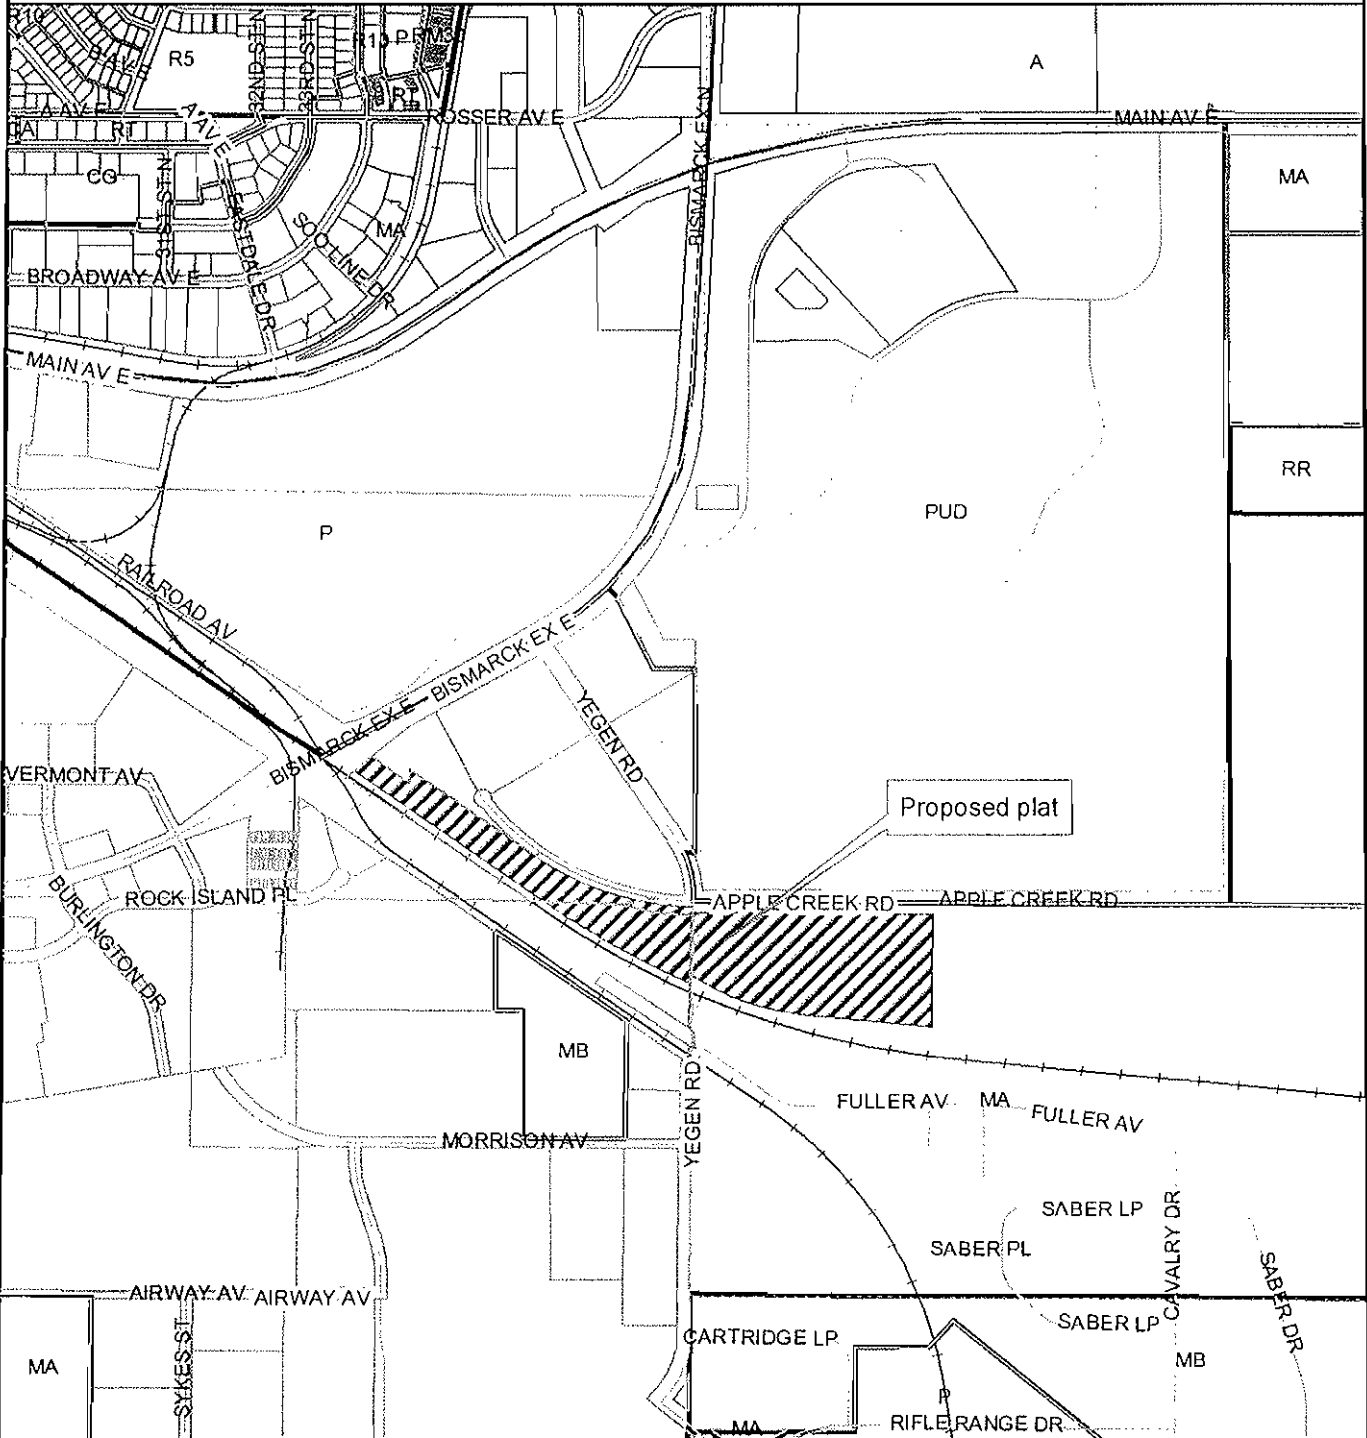 R10
R5
32ND ST N
33RD ST N
R10
P
RM30
A
RT
A AV E
A AV E
ROSSER AV E
MAIN AV E
CA
RT
CG
31ST ST N
EASTDALE DR
SOO LINE DR
MA
BISMARCK EX N
MA
BROADWAY AV E
MAIN AV E
RR
P
PUD
RAILROAD AV
BISMARCK EX E
BISMARCK EX E
YEGEN RD
VERMONT AV
Proposed plat
BURLINGTON DR
ROCK ISLAND PL
APPLE CREEK RD
APPLE CREEK RD
MB
YEGEN RD
FULLER AV
MA
FULLER AV
MORRISON AV
SABER LP
CAVALRY DR
SABER PL
SABER DR
AIRWAY AV
AIRWAY AV
SABER LP
CARTRIDGE LP
SYKES ST
MA
MB
P
MA
RIFLE RANGE DR